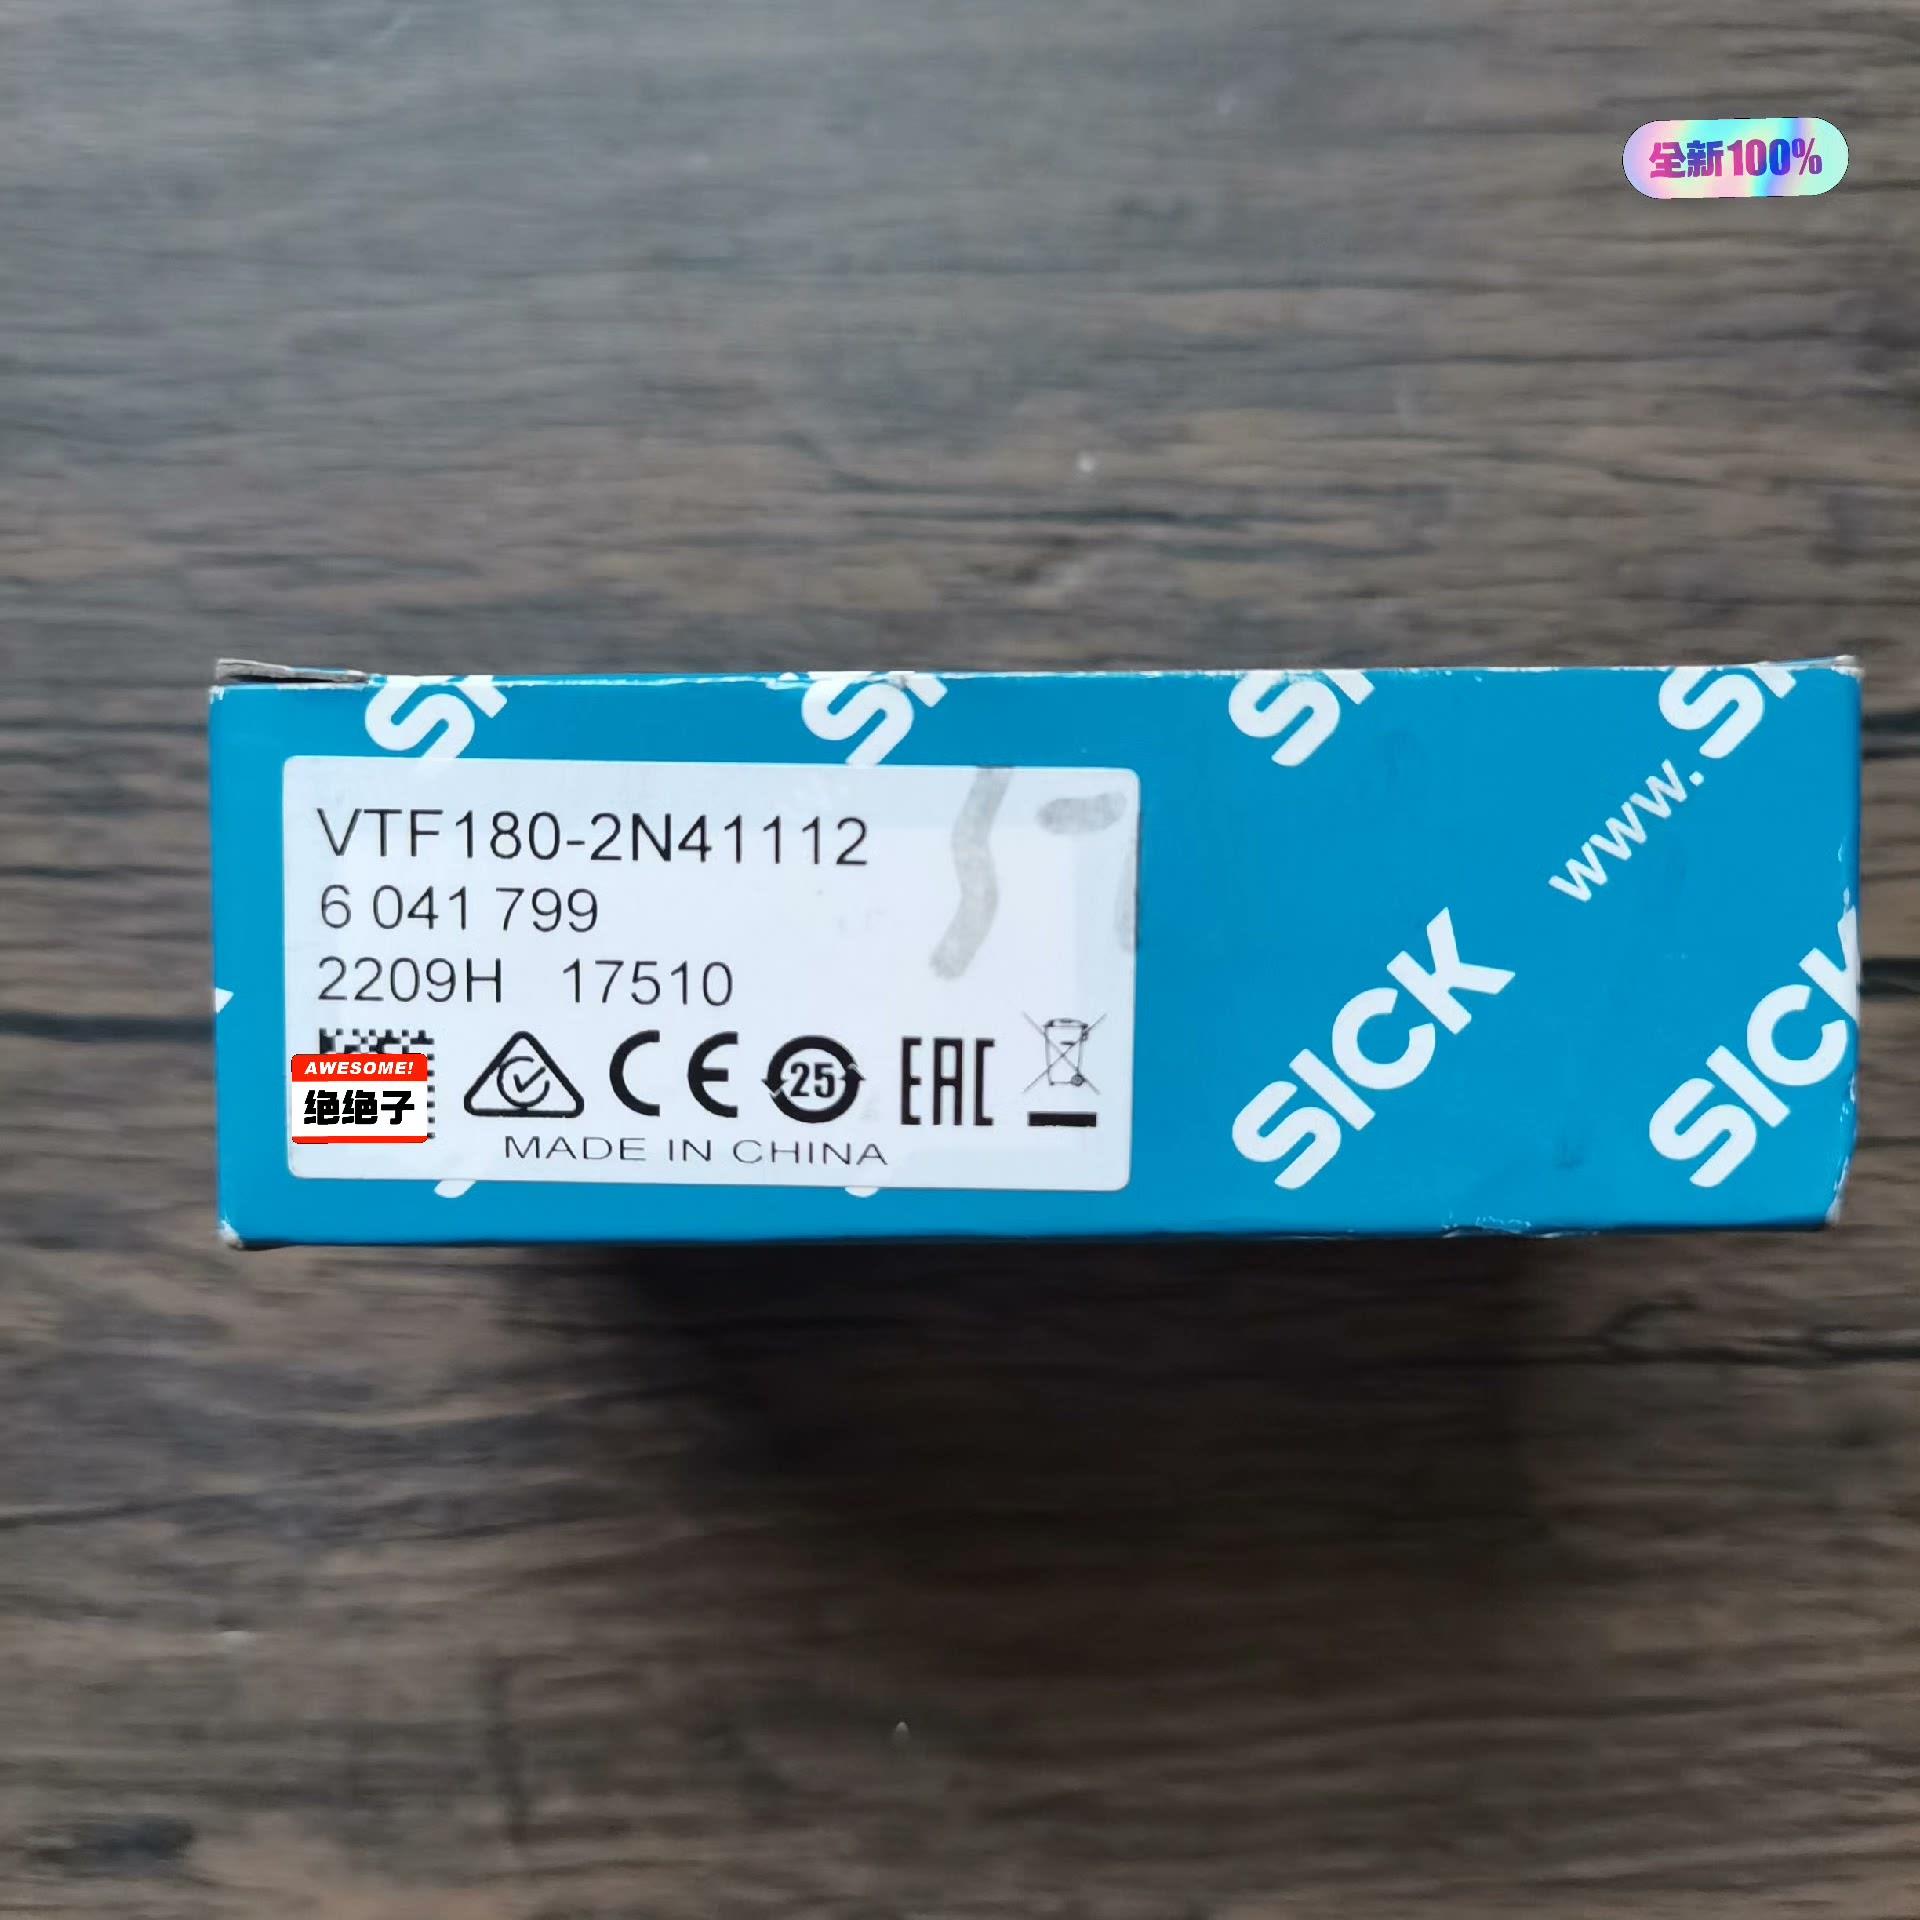 全新100%
VTF180-2N41112
6 041 799
2209H 17510
AWESOME!
绝绝子
CE
25
EAC
MADE IN CHINA
www.
SICK